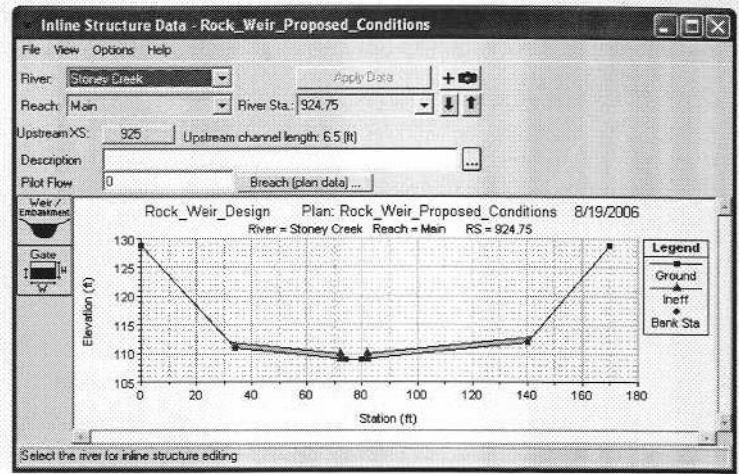 Inline Structure Data - Rock_Weir_Proposed_Conditions
File View Options Help
River: Stoney Creek Apply Data +
Reach: Main River Sta.: 924.75
Upstream XS: 925 Upstream channel length: 6.5 (ft)
Description ...
Pilot Flow 0 Breach (plan data) ...
Weir / Embankment
Gate
H
W
Rock_Weir_Design Plan: Rock_Weir_Proposed_Conditions 8/19/2006
River = Stoney Creek Reach = Main RS = 924.75
Elevation (ft)
130
125
120
115
110
105
0 20 40 60 80 100 120 140 160 180
Station (ft)
Legend
Ground
Ineff
Bank Sta
Select the river for inline structure editing